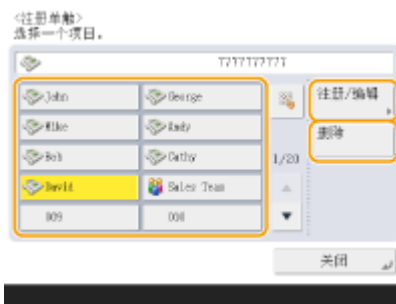 <注册单触>
选择一个项目。
7777777777
John George 注册/编辑
Mike Andy 删除
Bob Cathy 1/20
David Sales Team
009 010
关闭